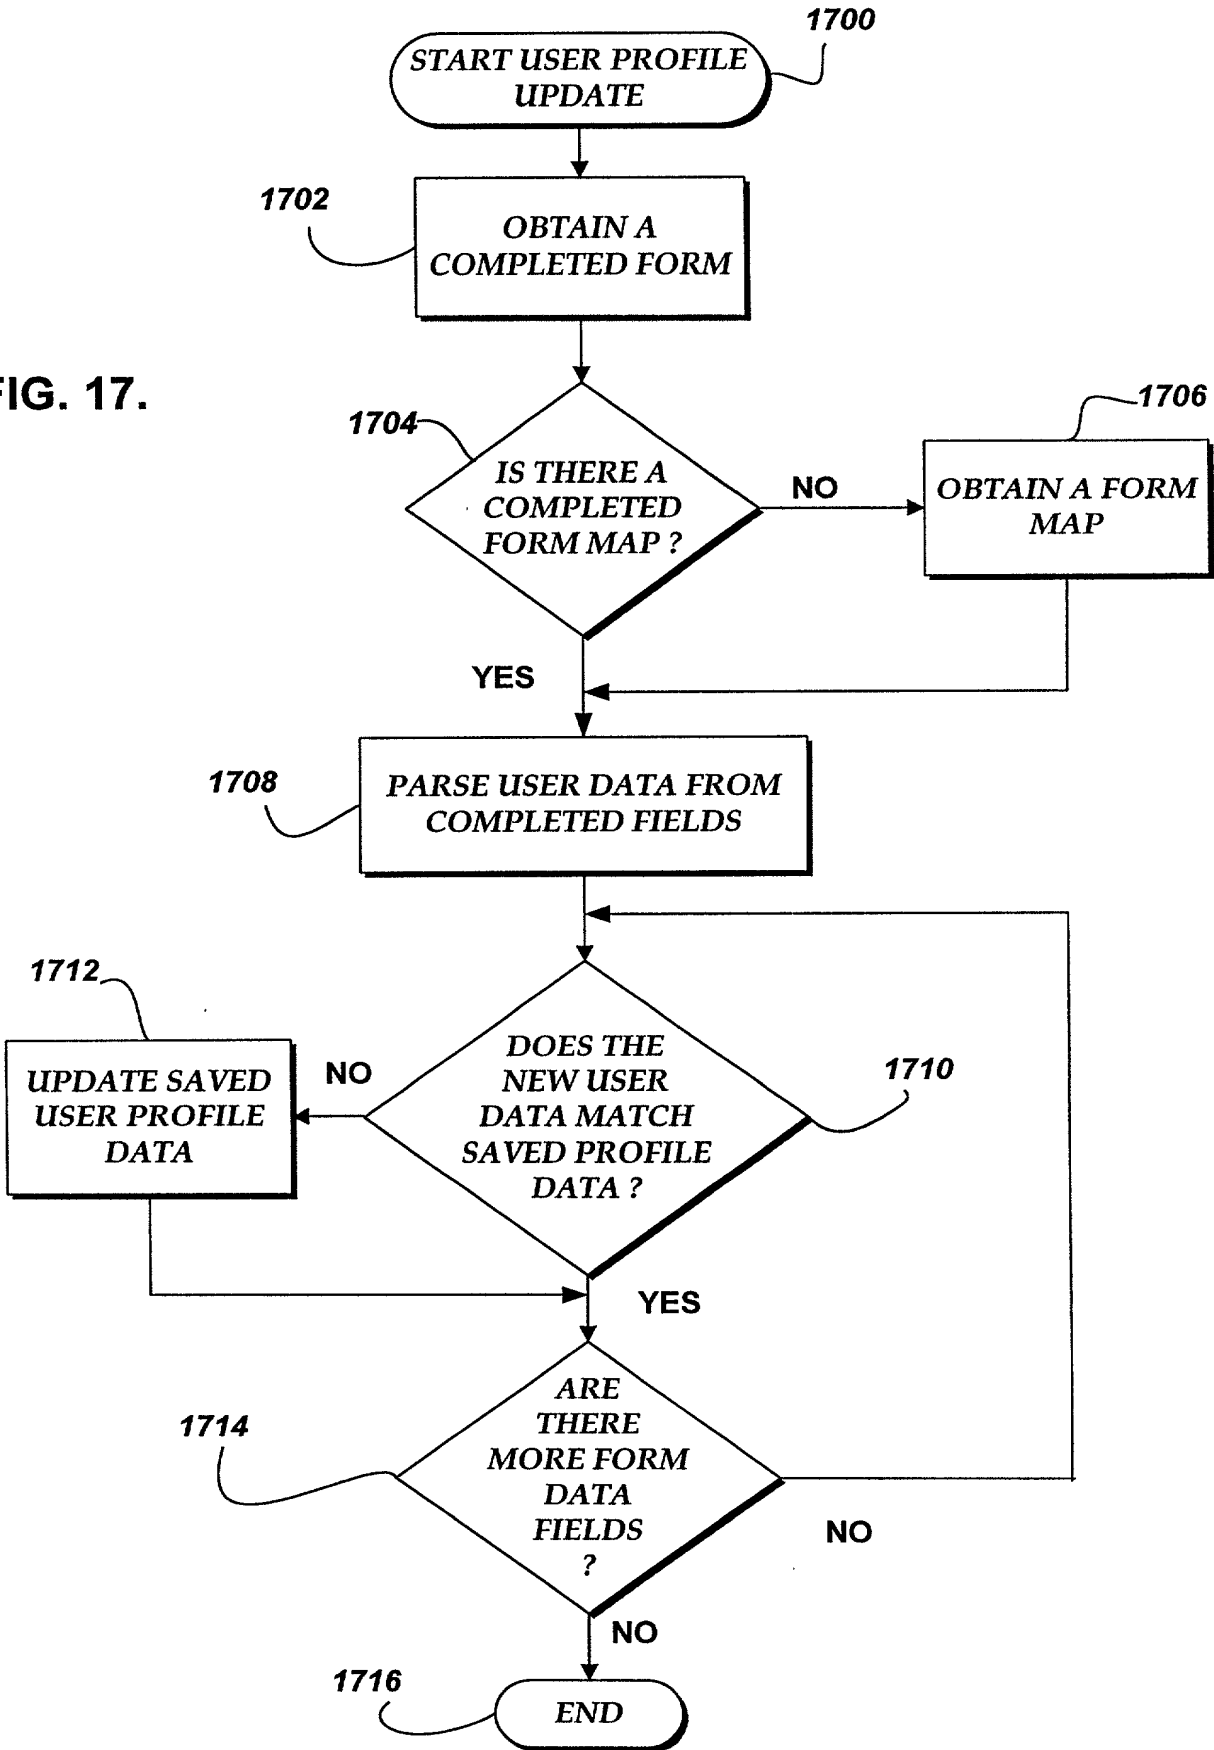 1700
START USER PROFILE
UPDATE
1702
OBTAIN A
COMPLETED FORM
FIG. 17.
1704
IS THERE A
COMPLETED
FORM MAP ?
NO
1706
OBTAIN A FORM
MAP
YES
1708
PARSE USER DATA FROM
COMPLETED FIELDS
1712
UPDATE SAVED
USER PROFILE
DATA
NO
DOES THE
NEW USER
DATA MATCH
SAVED PROFILE
DATA ?
1710
YES
1714
ARE
THERE
MORE FORM
DATA
FIELDS
?
NO
NO
1716
END